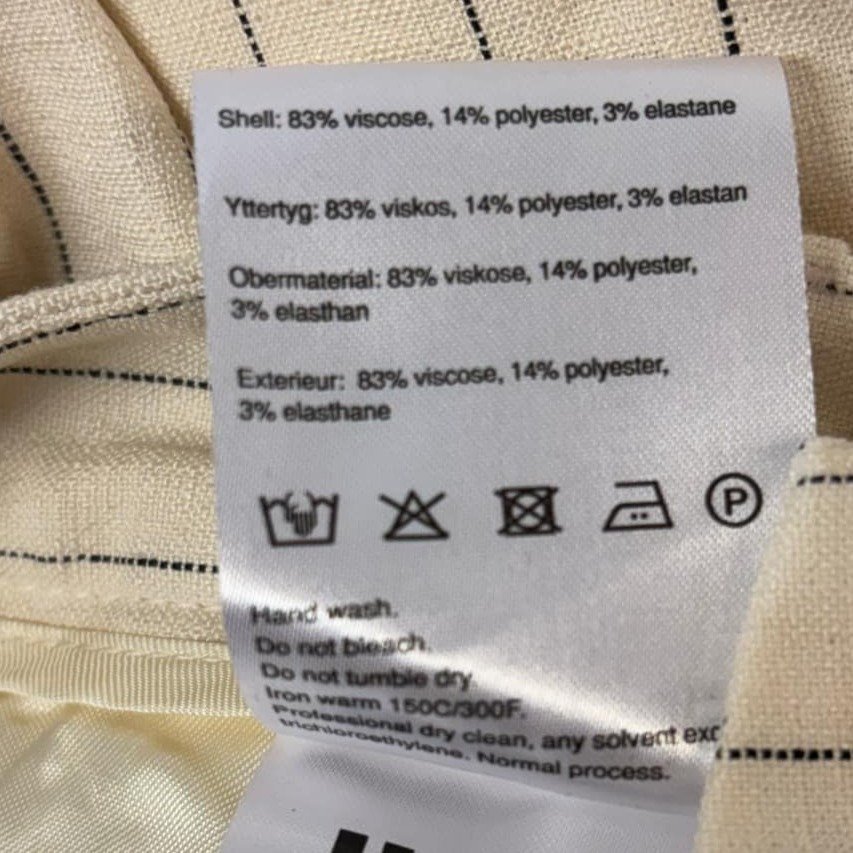 Shell: 83% viscose, 14% polyester, 3% elastane
Yttertyg: 83% viskos, 14% polyester, 3% elastan
Obermaterial: 83% viskose, 14% polyester,
3% elasthan
Exterieur: 83% viscose, 14% polyester,
3% elasthane
P
Hand wash.
Do not bleach.
Do not tumble dry.
Iron warm 150C/300F.
Professional dry clean, any solvent
trichloroethylene. Normal process.